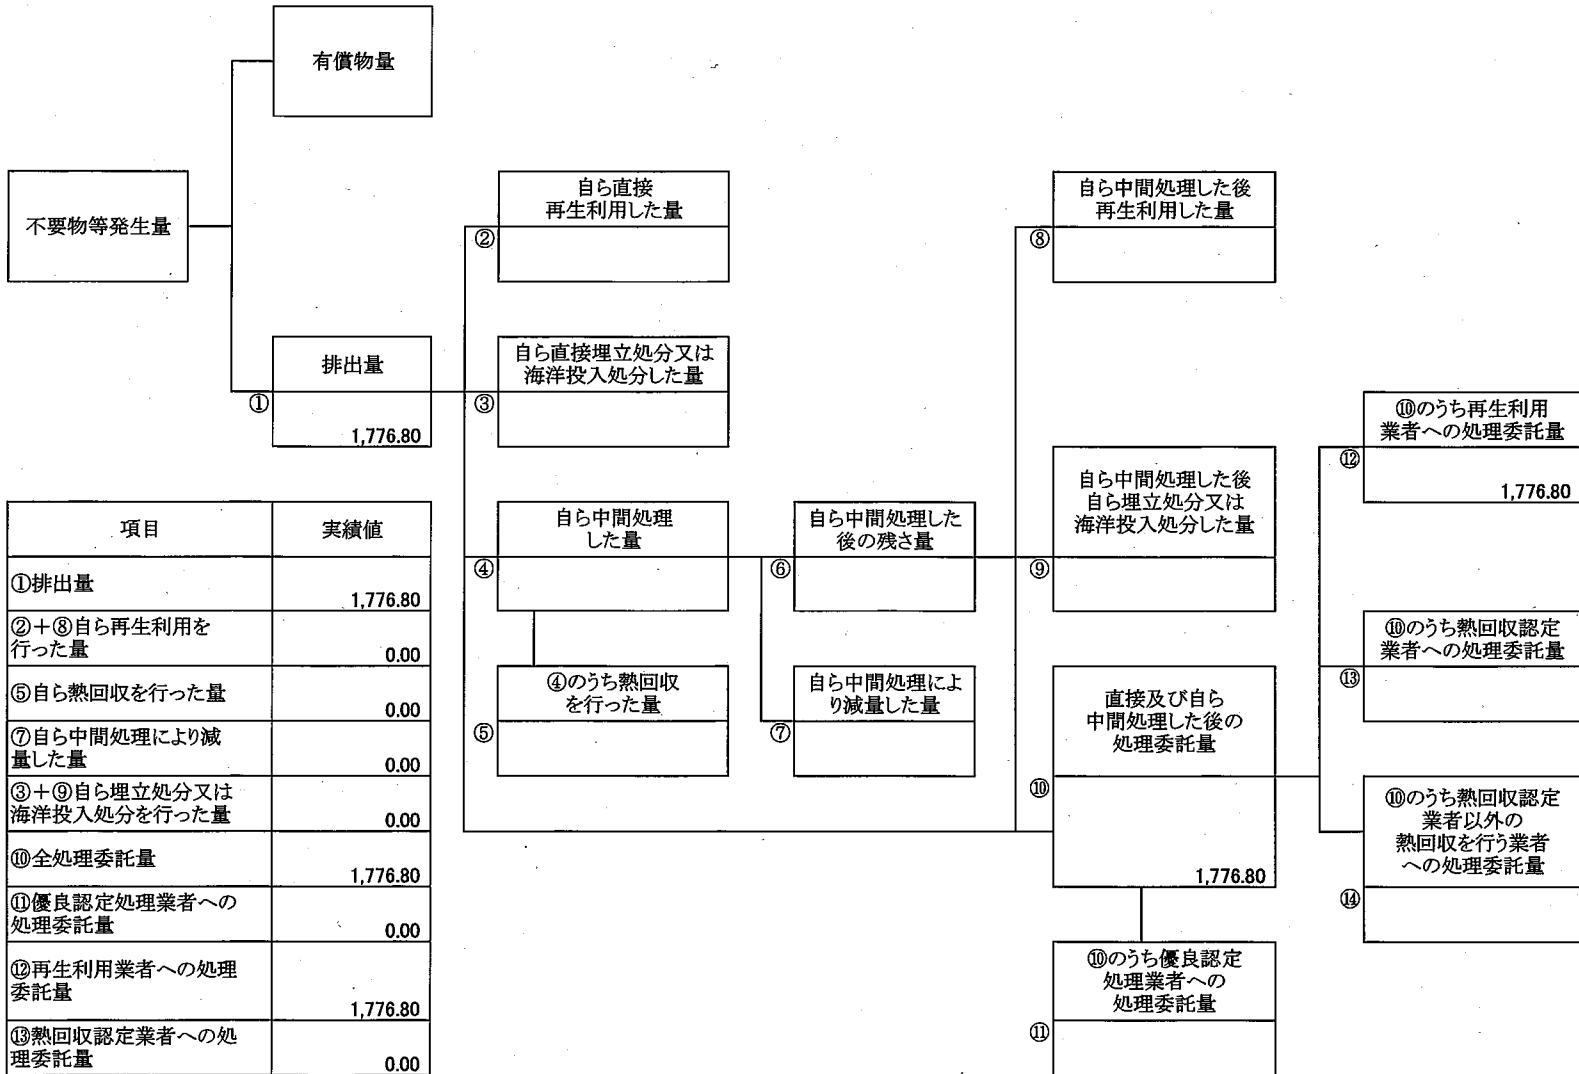 有償物量
不要物等発生量
排出量
①
1,776.80
自ら直接
再生利用した量
②
自ら直接埋立処分又は
海洋投入処分した量
③
自ら中間処理
した量
④
④のうち熱回収
を行った量
⑤
自ら中間処理した
後の残さ量
⑥
自ら中間処理によ
り減量した量
⑦
自ら中間処理した後
再生利用した量
⑧
自ら中間処理した後
自ら埋立処分又は
海洋投入処分した量
⑨
直接及び自ら
中間処理した後の
処理委託量
⑩
1,776.80
⑩のうち優良認定
処理業者への
処理委託量
⑪
⑩のうち再生利用
業者への処理委託量
⑫
1,776.80
⑩のうち熱回収認定
業者への処理委託量
⑬
⑩のうち熱回収認定
業者以外の
熱回収を行う業者
への処理委託量
⑭
項目 実績値
①排出量
1,776.80
②＋⑧自ら再生利用を
行った量
0.00
⑤自ら熱回収を行った量
0.00
⑦自ら中間処理により減
量した量
0.00
③＋⑨自ら埋立処分又は
海洋投入処分を行った量
0.00
⑩全処理委託量
1,776.80
⑪優良認定処理業者への
処理委託量
0.00
⑫再生利用業者への処理
委託量
1,776.80
⑬熱回収認定業者への処
理委託量
0.00